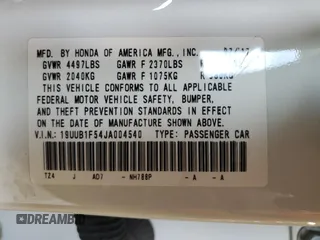 MFD. BY HONDA OF AMERICA MFG., INC.
GVWR 4497LBS GAWR F 2370LBS
GVWR 2040KG GAWR F 1075KG
THIS VEHICLE CONFORMS TO ALL APPLICABLE
FEDERAL MOTOR VEHICLE SAFETY, BUMPER,
AND THEFT PREVENTION STANDARDS IN EFFECT ON
THE DATE OF MANUFACTURE SHOWN ABOVE.
V.I.N.: 19UUB1F54JA004540 TYPE: PASSENGER CAR
TZ4 J A07 - NH788P - A - A
DREAMBID